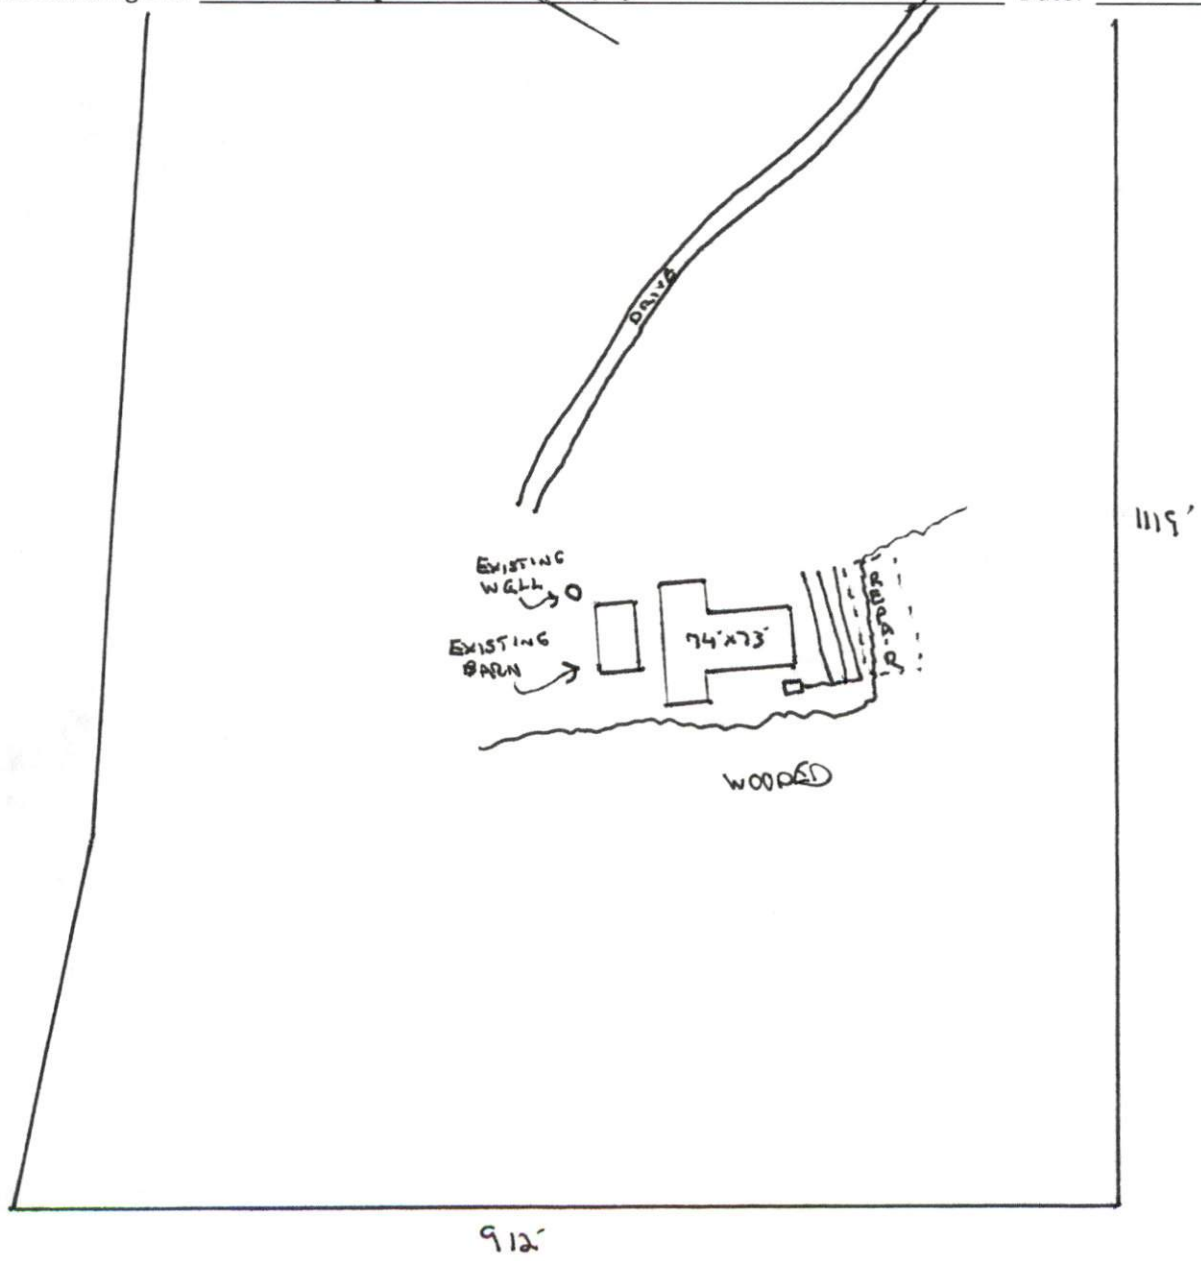 DRIVE
1119'
EXISTING
WELL
EXISTING
BARN
74'x73'
REPAIR
WOODED
912'